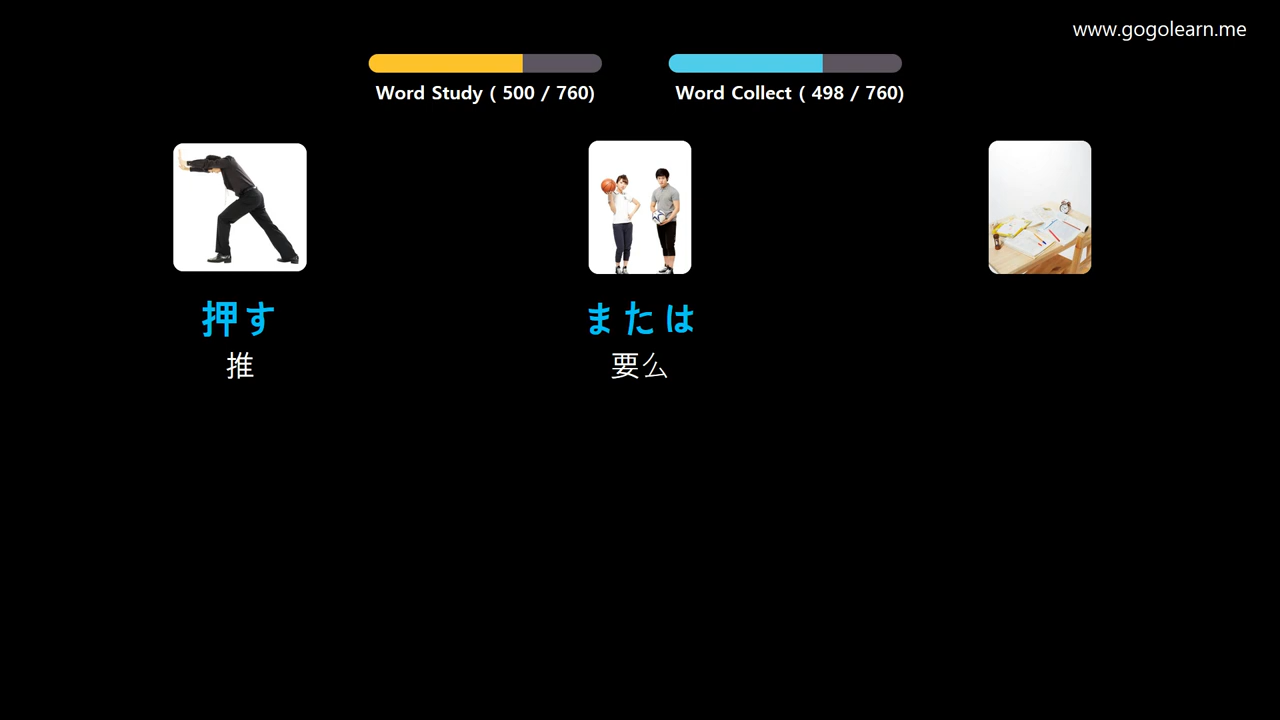 www.gogolearn.me
Word Study ( 500 / 760)
Word Collect ( 498 / 760)
押す
または
推
要么